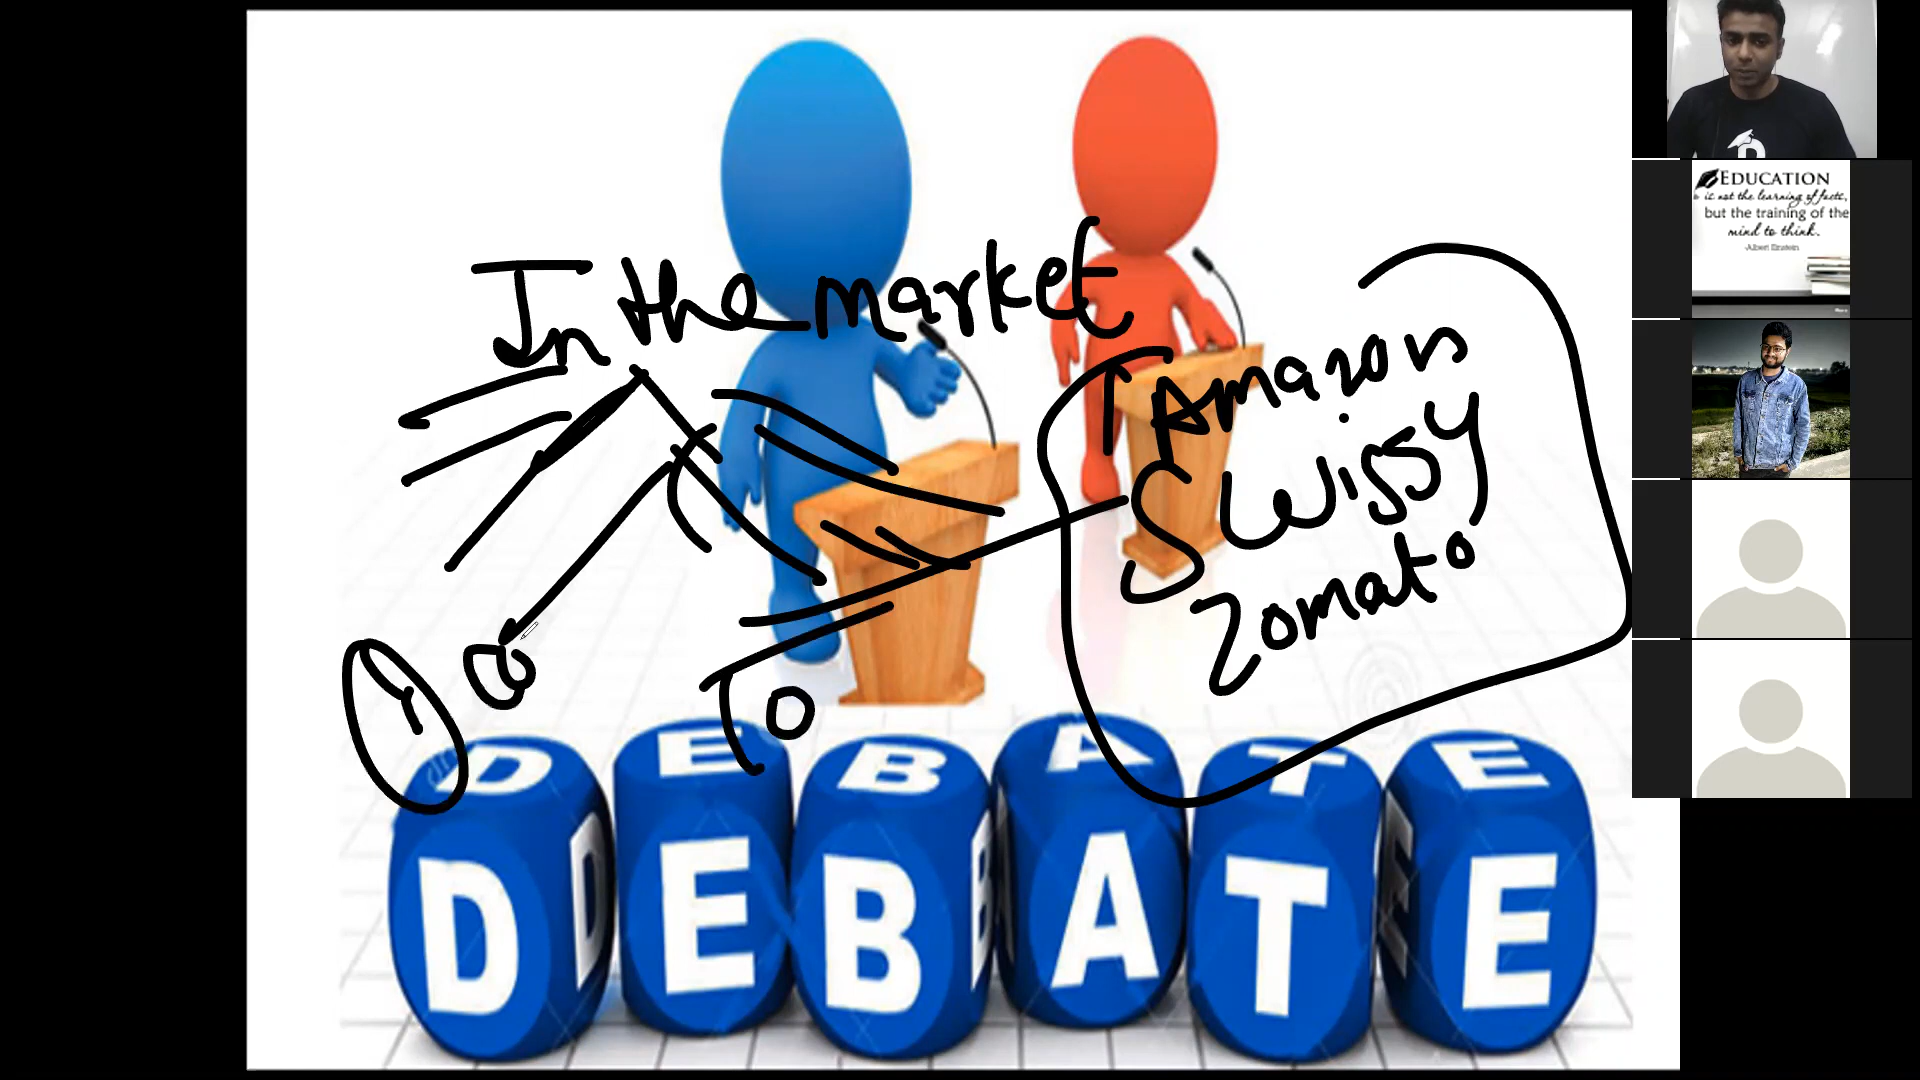 In the market
Amazon
Swiggy
Zomato
To
D E B A T E
DEBATE
EDUCATION
is not the learning of facts,
but the training of the
mind to think.
-Albert Einstein